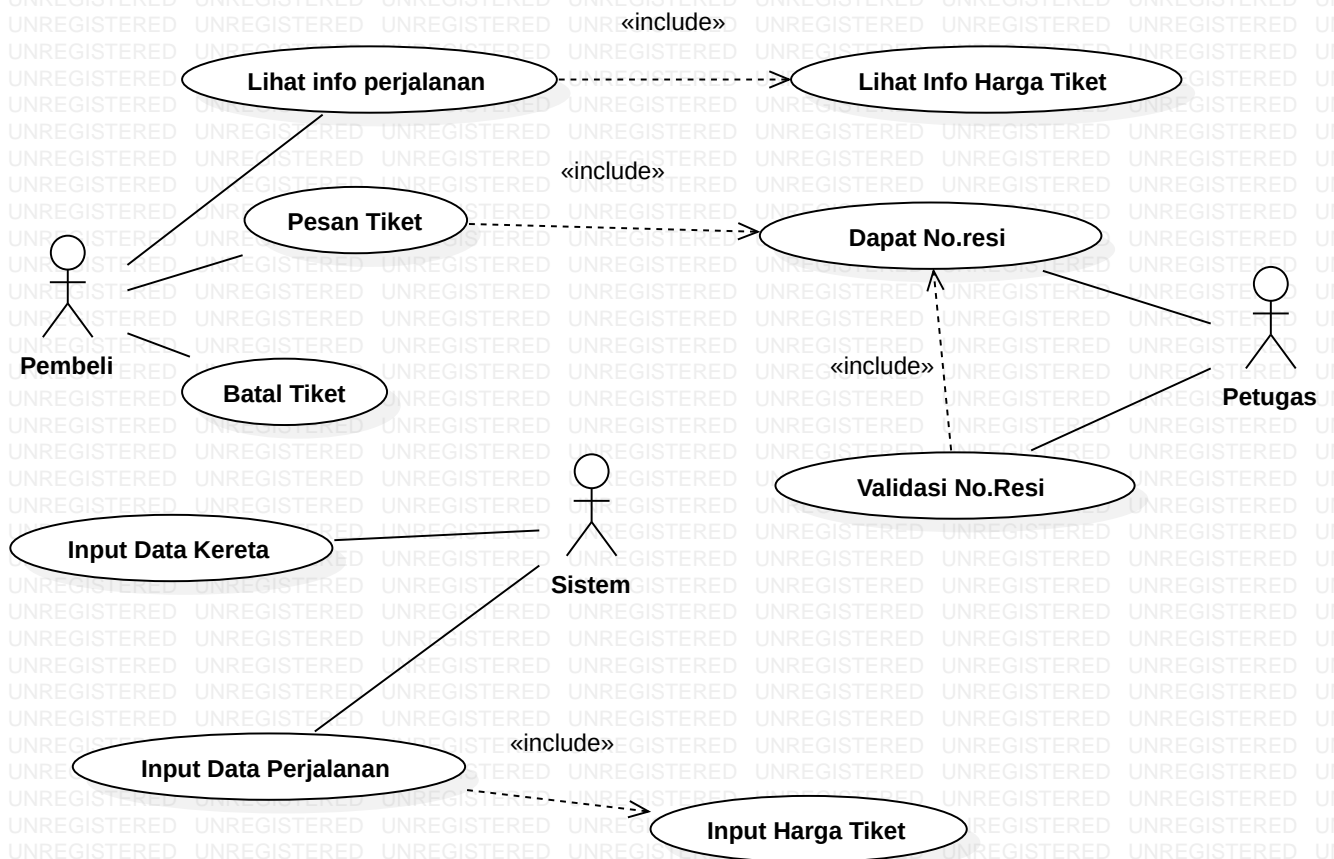 «include»
Lihat info perjalanan
Lihat Info Harga Tiket
«include»
Pesan Tiket
Dapat No.resi
Pembeli
«include»
Petugas
Batal Tiket
Validasi No.Resi
Input Data Kereta
Sistem
«include»
Input Data Perjalanan
Input Harga Tiket
UNREGISTERED